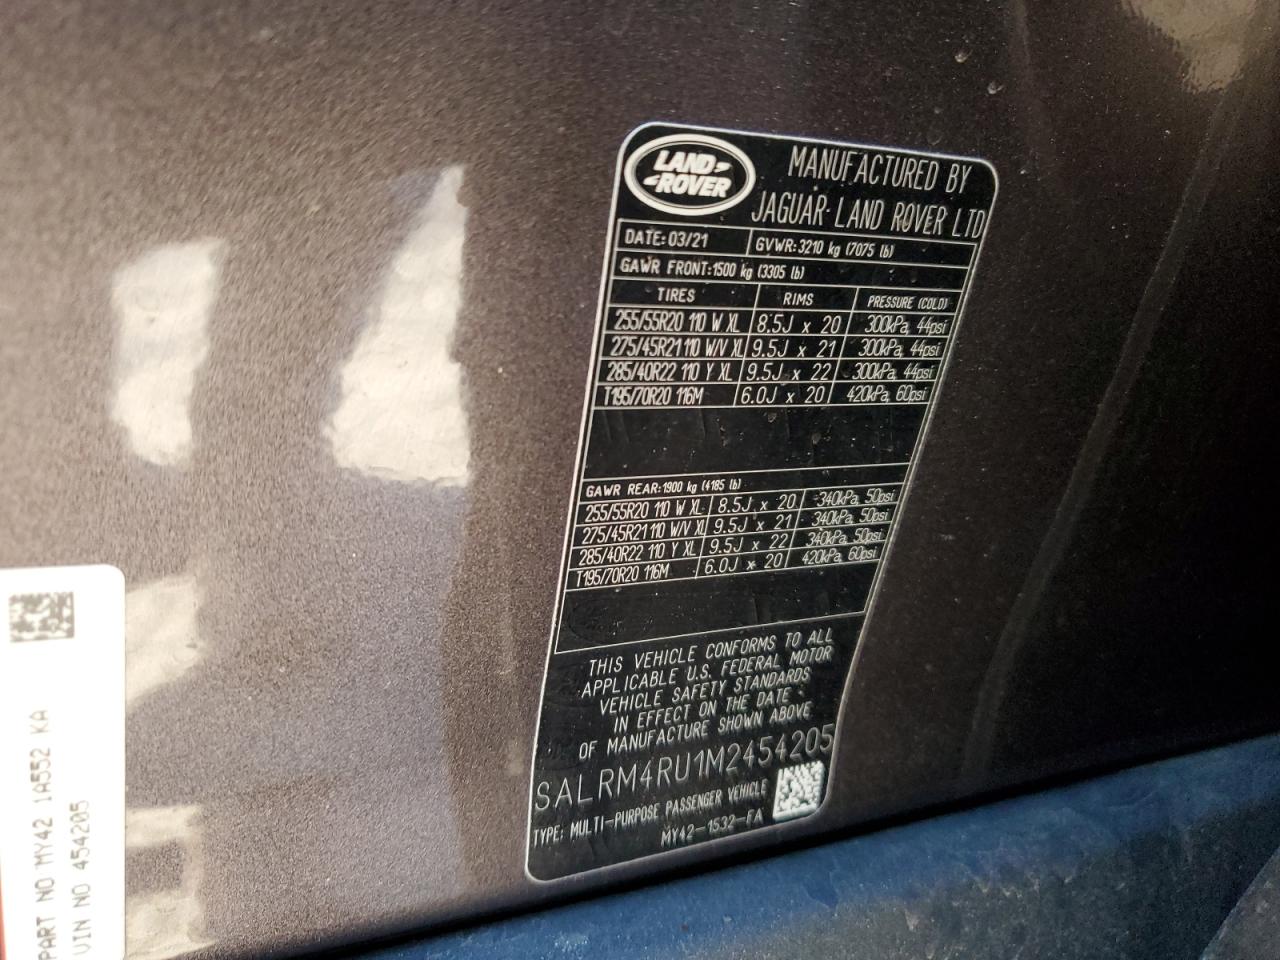 LAND ROVER
MANUFACTURED BY
JAGUAR LAND ROVER LTD
DATE: 03/21 GVWR: 3210 kg (7075 lb)
GAWR FRONT: 1500 kg (3305 lb)
TIRES RIMS PRESSURE (COLD)
255/55R20 110 W XL 8.5J x 20 300kPa, 44psi
275/45R21 110 W/V XL 9.5J x 21 300kPa, 44psi
285/40R22 110 Y XL 9.5J x 22 300kPa, 44psi
T195/70R20 116M 6.0J x 20 420kPa, 60psi
GAWR REAR: 1900 kg (4185 lb)
255/55R20 110 W XL 8.5J x 20 340kPa, 50psi
275/45R21 110 W/V XL 9.5J x 21 340kPa, 50psi
285/40R22 110 Y XL 9.5J x 22 340kPa, 50psi
T195/70R20 116M 6.0J x 20 420kPa, 60psi
THIS VEHICLE CONFORMS TO ALL
APPLICABLE U.S. FEDERAL MOTOR
VEHICLE SAFETY STANDARDS
IN EFFECT ON THE DATE
OF MANUFACTURE SHOWN ABOVE
SALRM4RU1M2454205
TYPE: MULTI-PURPOSE PASSENGER VEHICLE
MY42-1532-FA
PART NO MY42 1A552 KA
VIN NO 454205